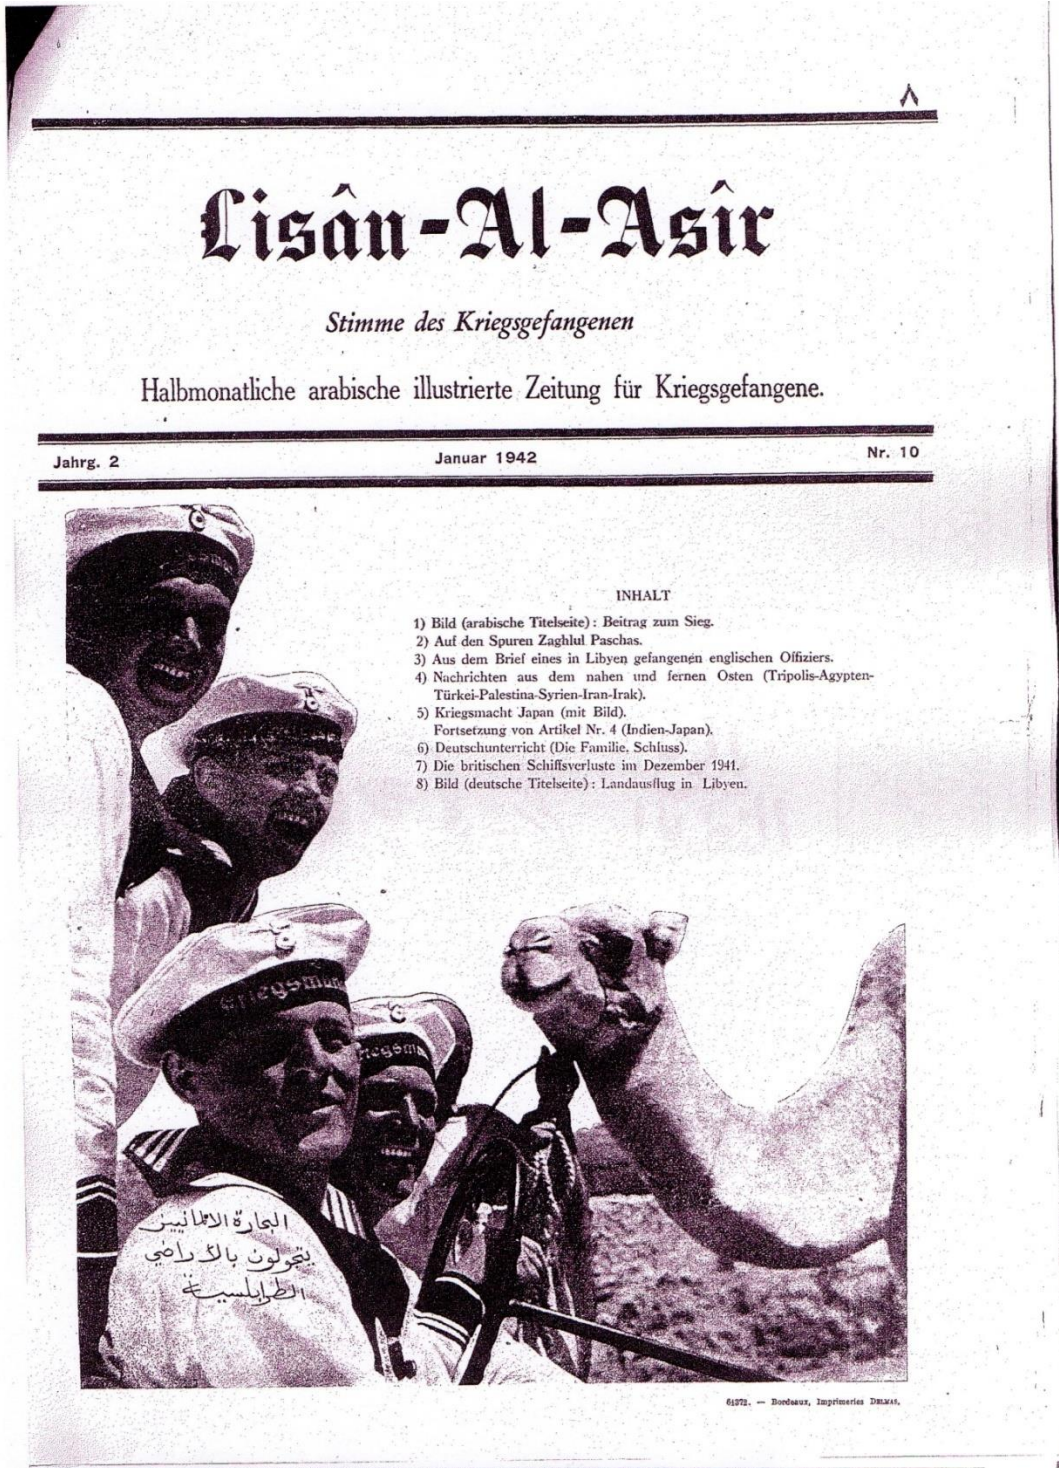 ٨
Lisân-Al-Asîr
Stimme des Kriegsgefangenen
Halbmonatliche arabische illustrierte Zeitung für Kriegsgefangene.
Jahrg. 2 Januar 1942 Nr. 10
INHALT
1) Bild (arabische Titelseite) : Beitrag zum Sieg.
2) Auf den Spuren Zaghlul Paschas.
3) Aus dem Brief eines in Libyen gefangenen englischen Offiziers.
4) Nachrichten aus dem nahen und fernen Osten (Tripolis-Agypten-
Türkei-Palestina-Syrien-Iran-Irak).
5) Kriegsmacht Japan (mit Bild).
Fortsetzung von Artikel Nr. 4 (Indien-Japan).
6) Deutschunterricht (Die Familie, Schluss).
7) Die britischen Schiffsverluste im Dezember 1941.
8) Bild (deutsche Titelseite) : Landausflug in Libyen.
البحارة الالمانيين
يتجولون بالأراضي
الطرابلسية
61372. — Bordeaux, Imprimeries DELMAS.